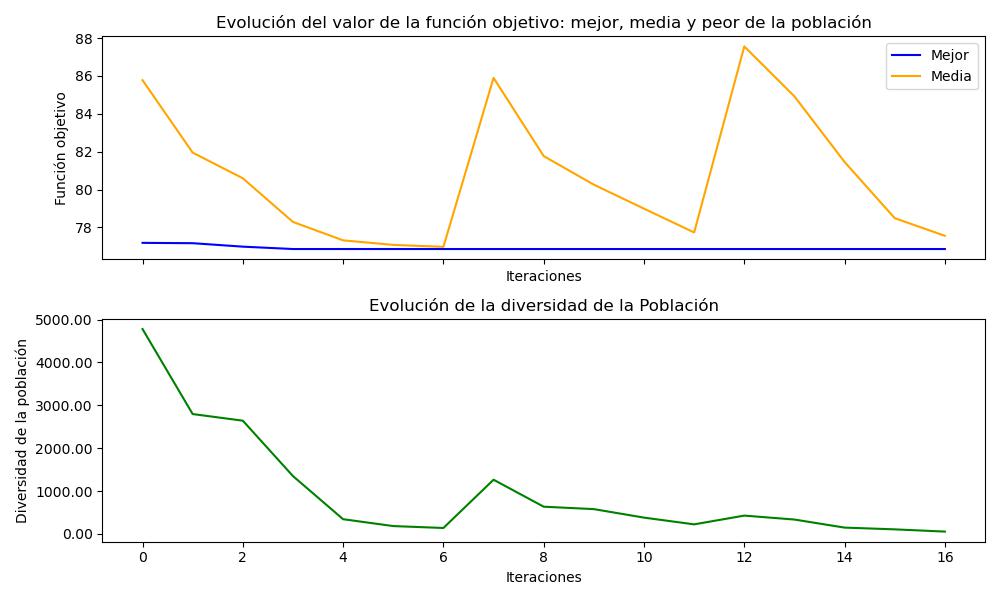 Evolución del valor de la función objetivo: mejor, media y peor de la población
88
86
84
82
80
78
Función objetivo
Mejor
Media
Iteraciones
Evolución de la diversidad de la Población
5000.00
4000.00
3000.00
2000.00
1000.00
0.00
Diversidad de la población
0 2 4 6 8 10 12 14 16
Iteraciones